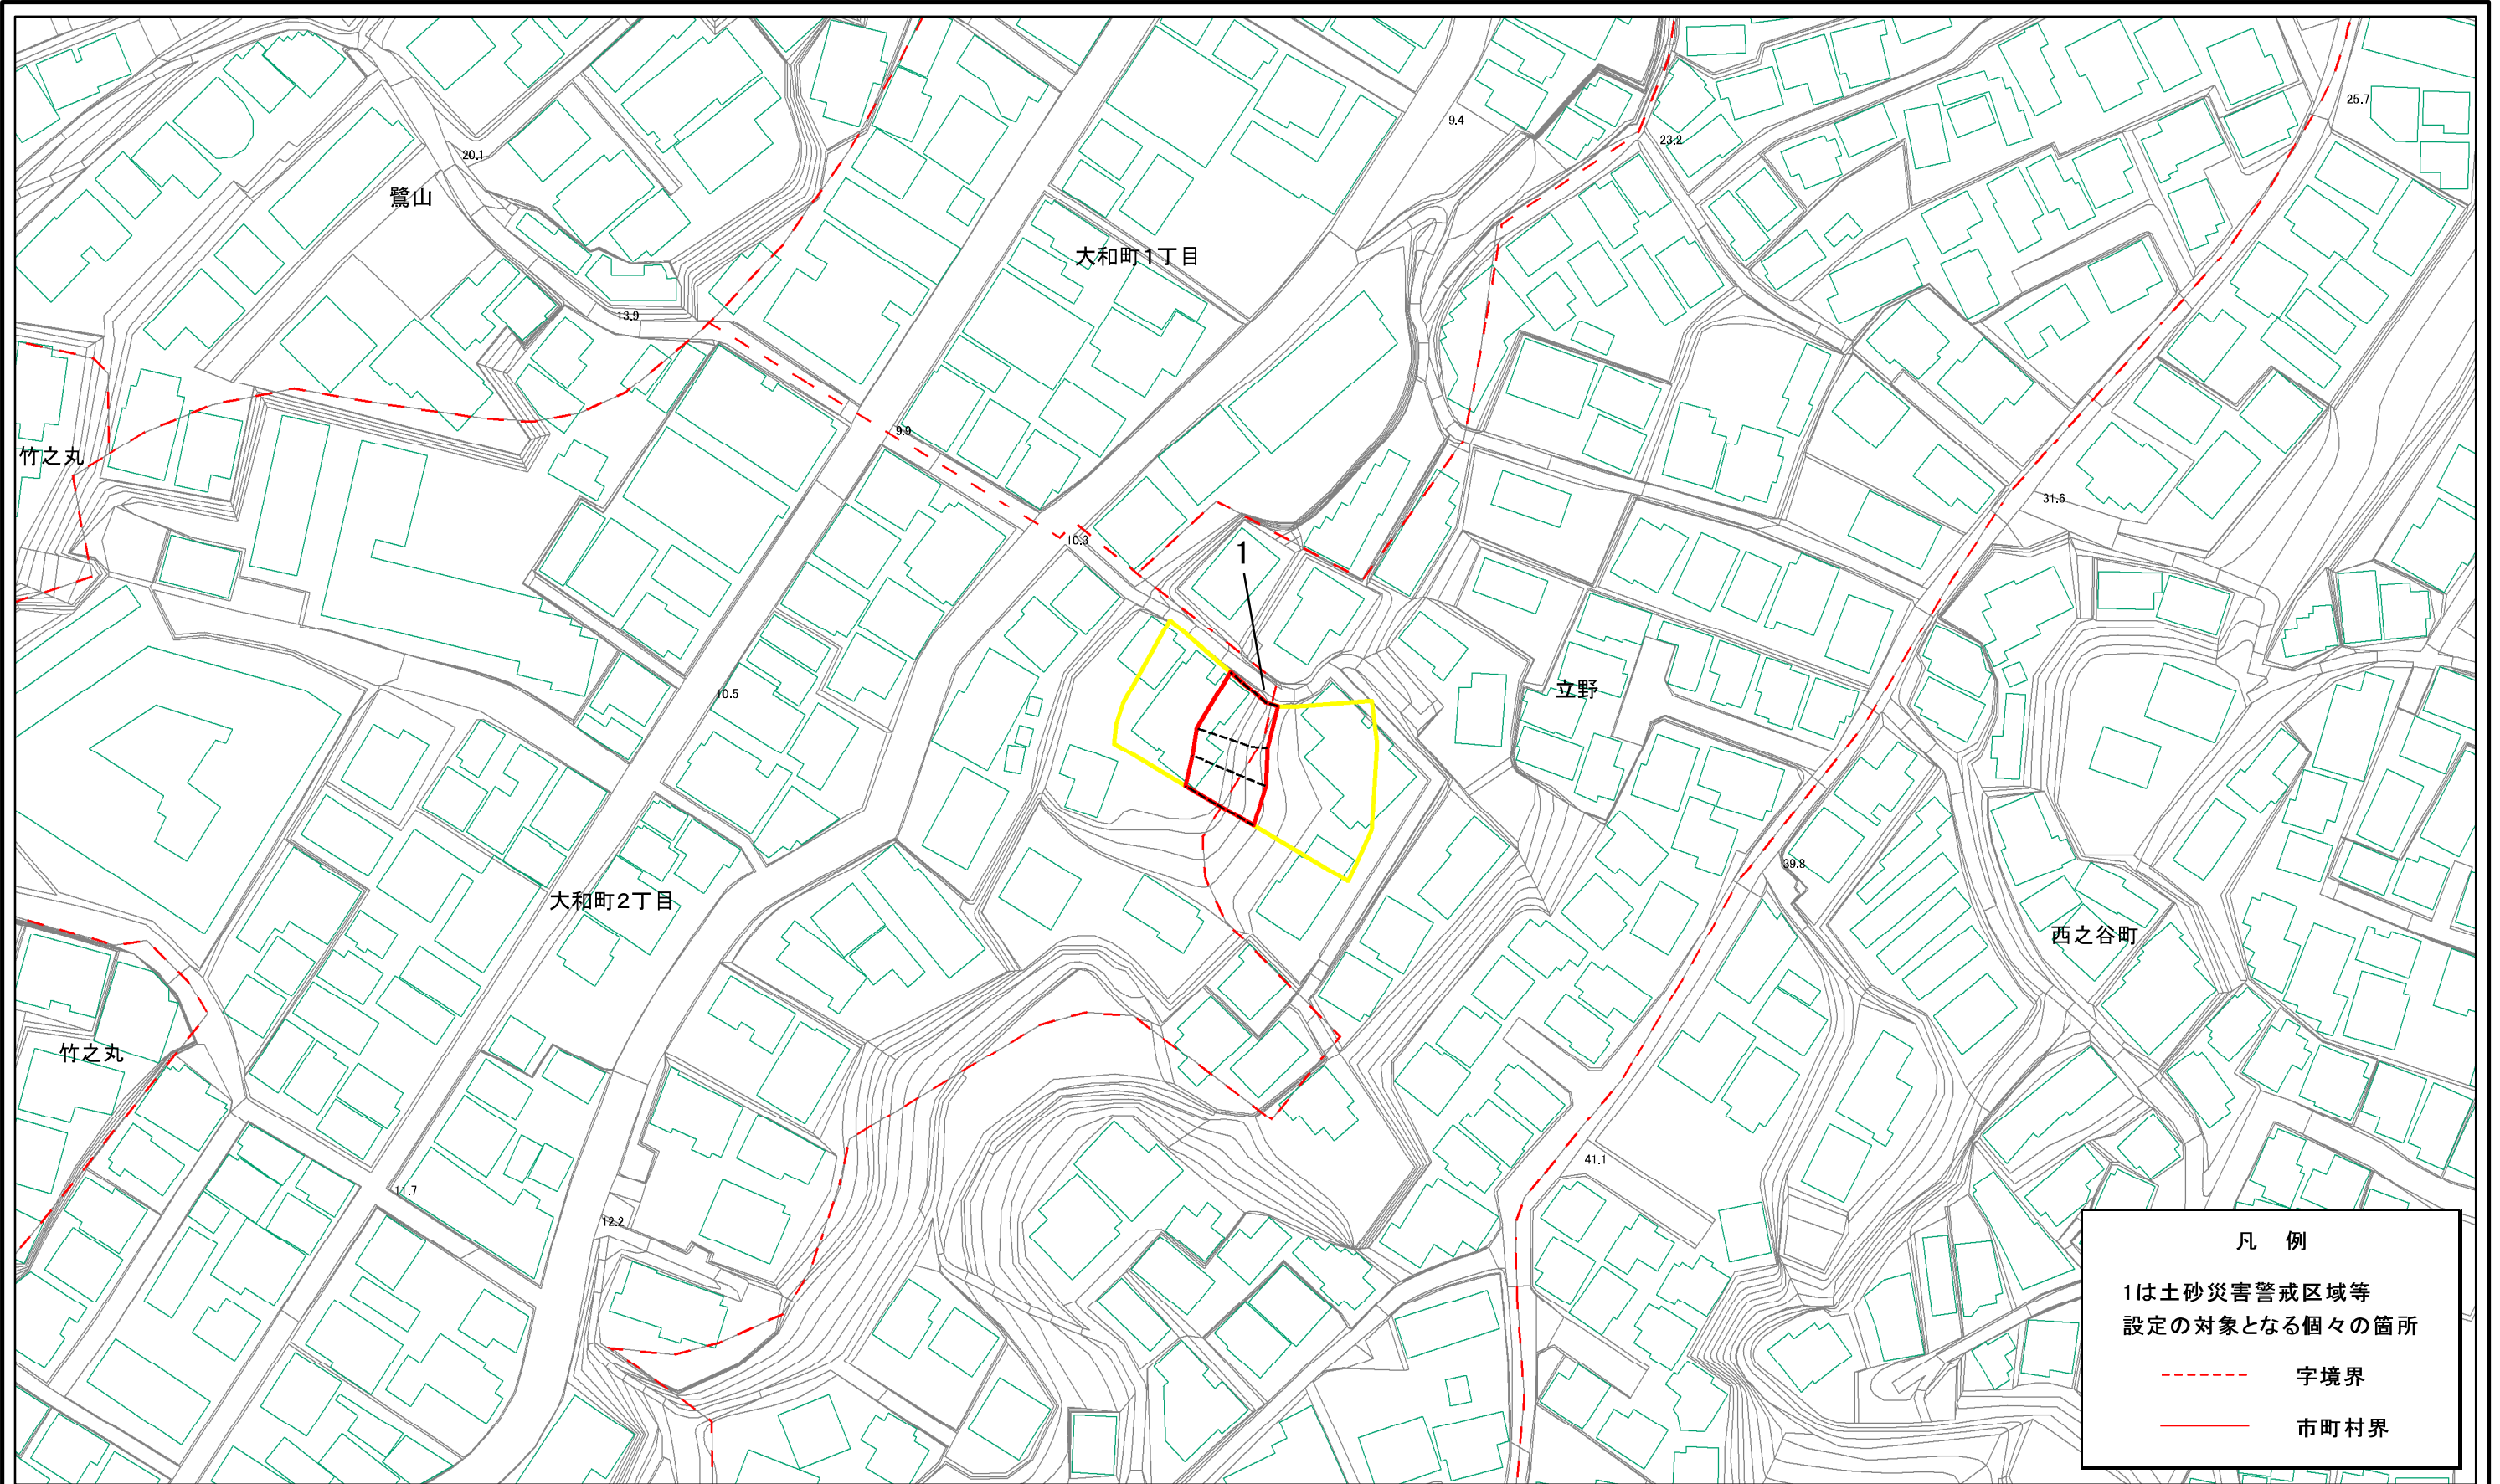 25.7
9.4
23.2
20.1
鷺山
大和町1丁目
13.9
9.9
竹之丸
31.6
10.3
1
立野
10.5
39.8
大和町2丁目
西之谷町
竹之丸
41.1
11.7
12.2
凡 例
1は土砂災害警戒区域等
設定の対象となる個々の箇所
字境界
市町村界